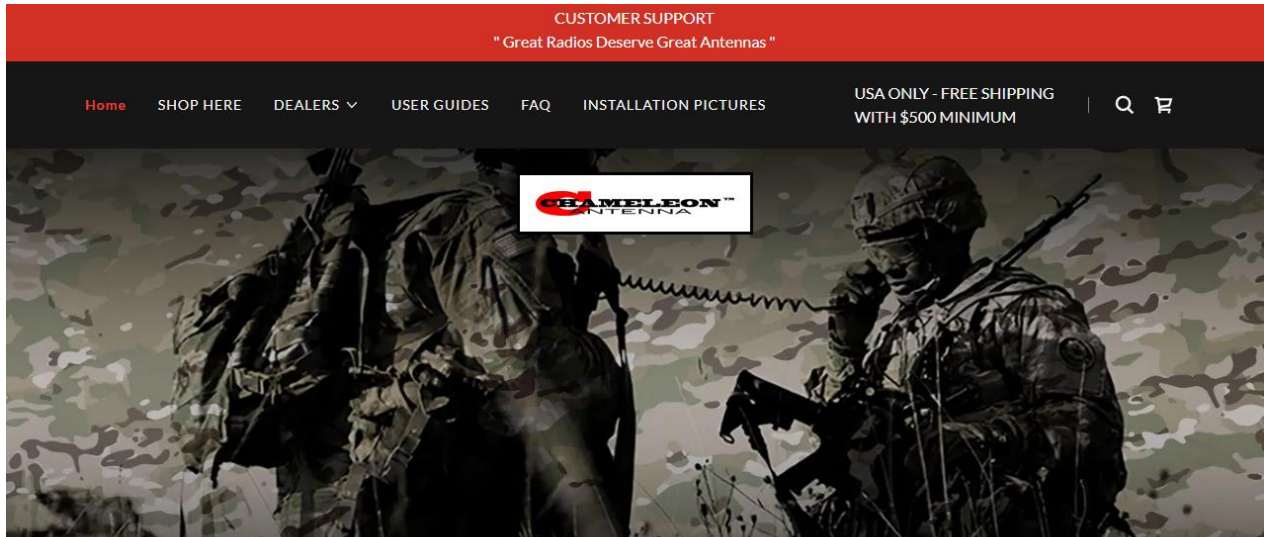 CUSTOMER SUPPORT
" Great Radios Deserve Great Antennas "
Home SHOP HERE DEALERS USER GUIDES FAQ INSTALLATION PICTURES
USA ONLY - FREE SHIPPING
WITH $500 MINIMUM
CHAMELEON™
ANTENNA